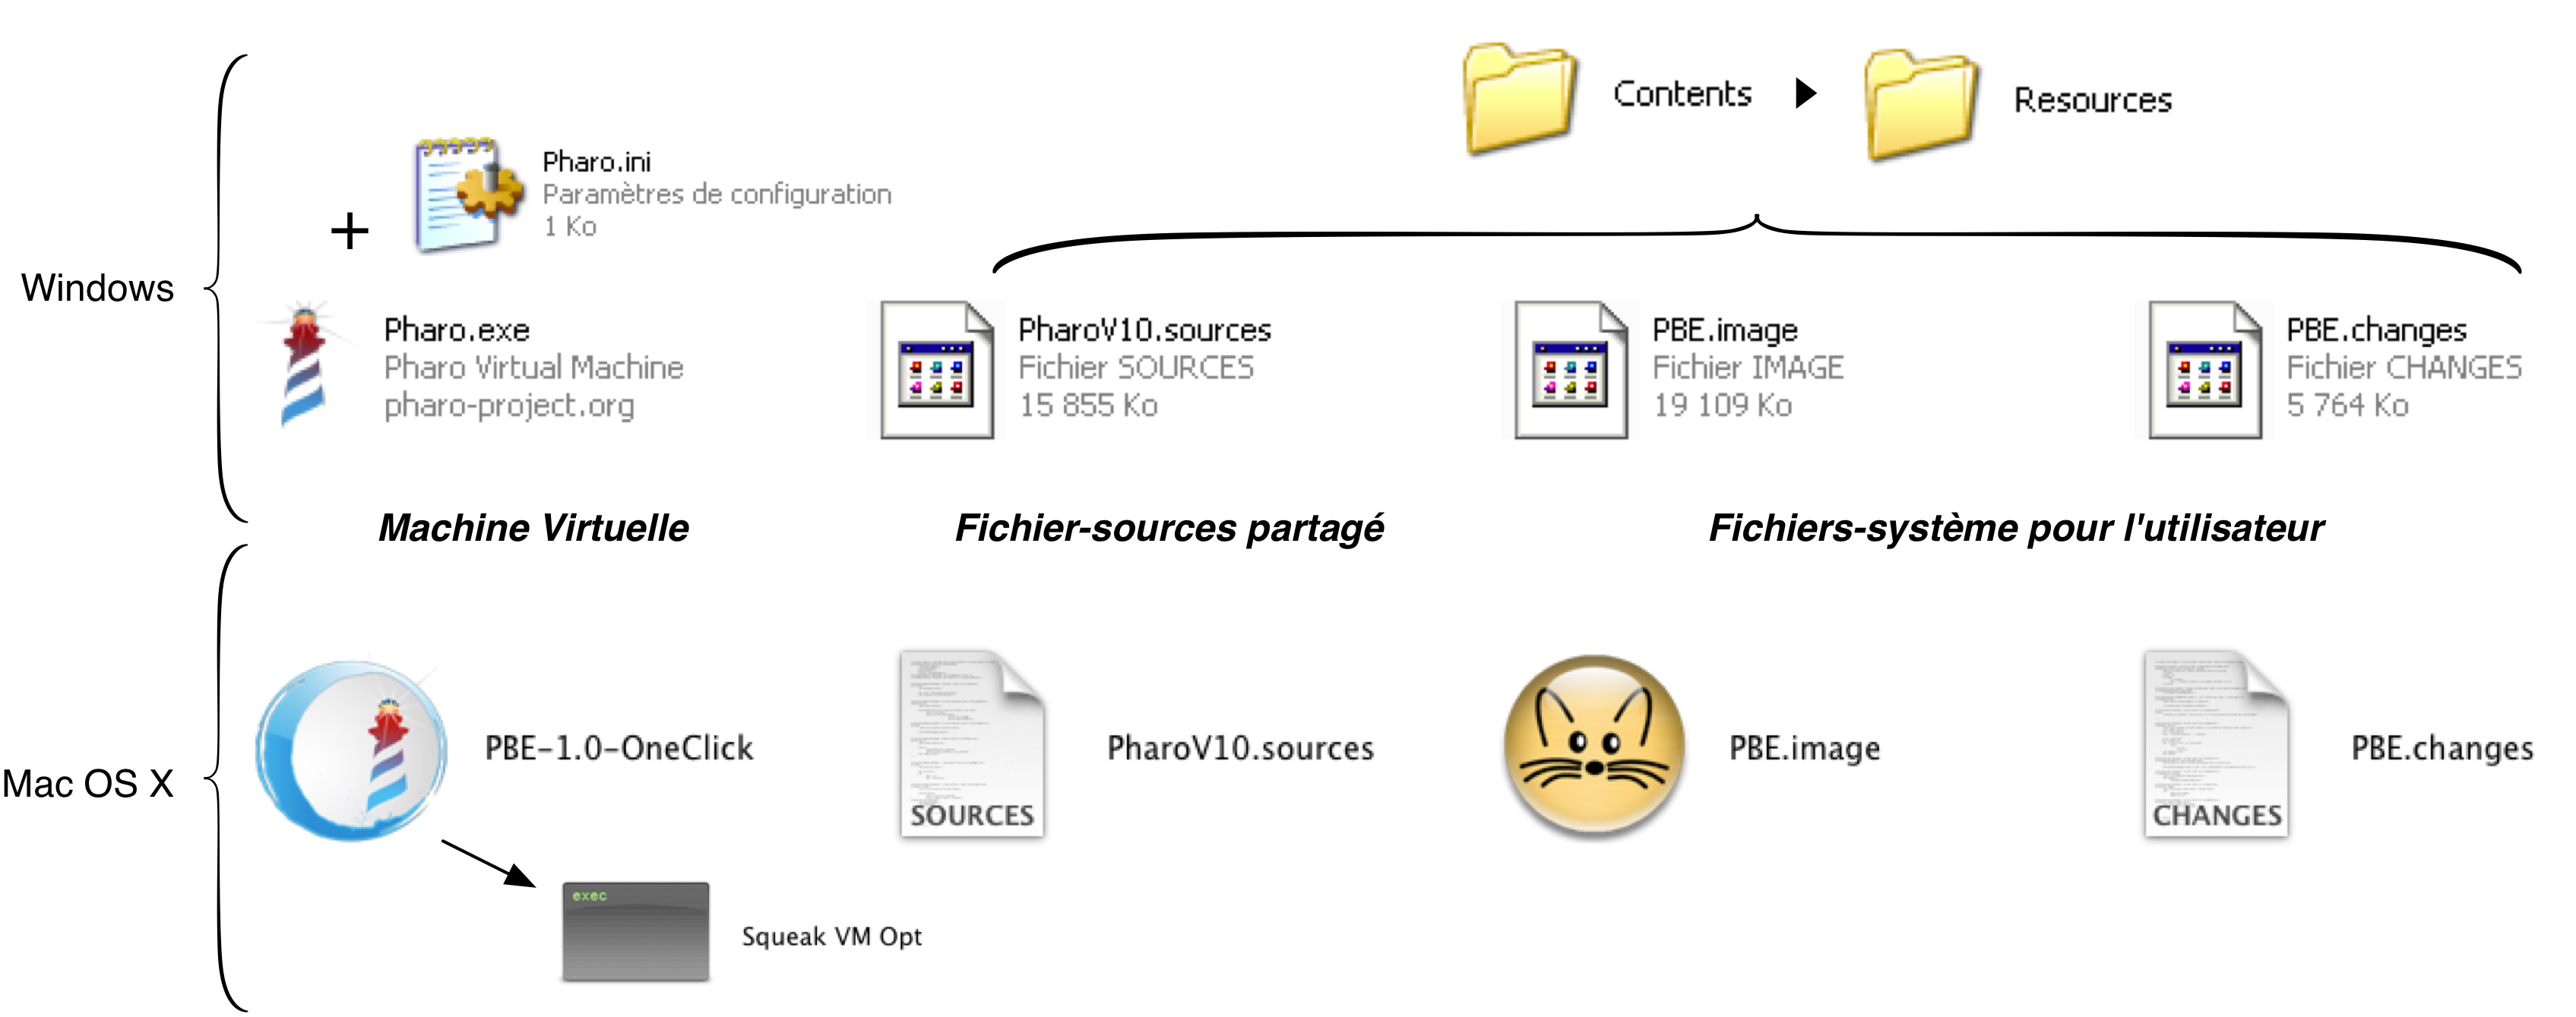 Contents
Resources
Pharo.ini
Paramètres de configuration
1 Ko
+
Windows
Pharo.exe
Pharo Virtual Machine
pharo-project.org
PharoV10.sources
Fichier SOURCES
15 855 Ko
PBE.image
Fichier IMAGE
19 109 Ko
PBE.changes
Fichier CHANGES
5 764 Ko
Machine Virtuelle
Fichier-sources partagé
Fichiers-système pour l'utilisateur
Mac OS X
PBE-1.0-OneClick
SOURCES
PharoV10.sources
PBE.image
CHANGES
PBE.changes
exec
Squeak VM Opt